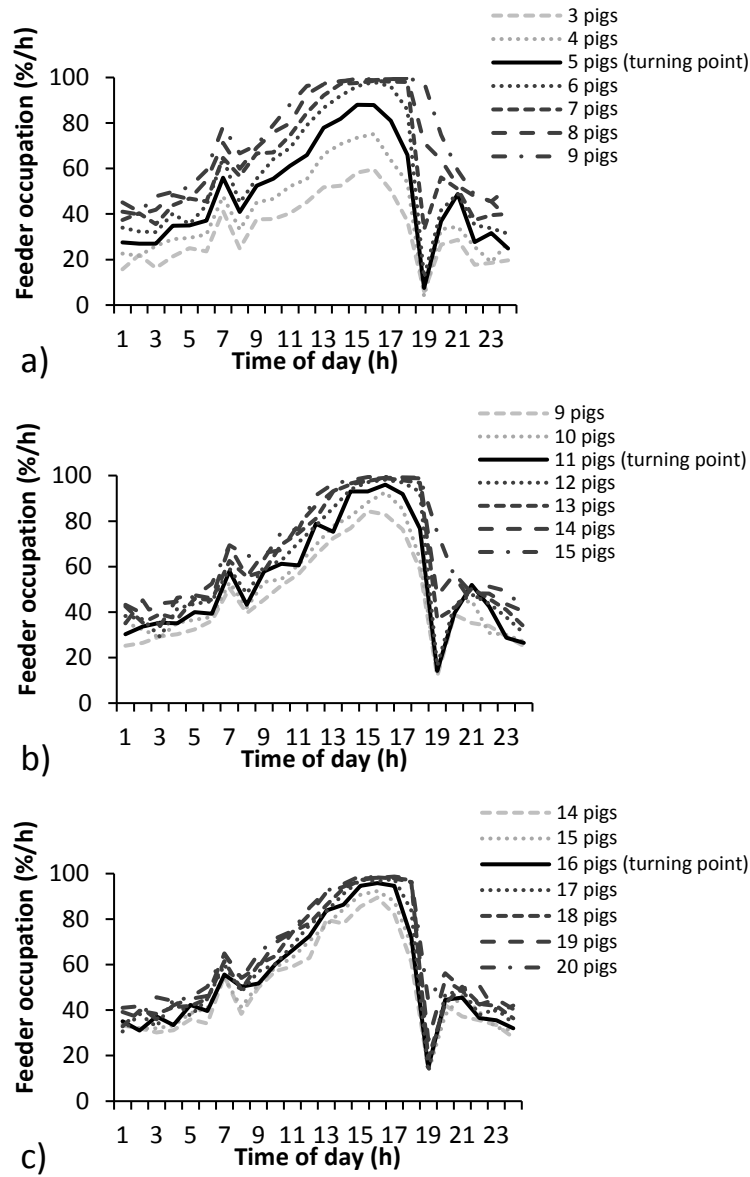 3 pigs
4 pigs
5 pigs (turning point)
6 pigs
7 pigs
8 pigs
9 pigs
Feeder occupation (%/h)
100
80
60
40
20
0
1 3 5 7 9 11 13 15 17 19 21 23
Time of day (h)
a)
9 pigs
10 pigs
11 pigs (turning point)
12 pigs
13 pigs
14 pigs
15 pigs
Feeder occupation (%/h)
100
80
60
40
20
0
1 3 5 7 9 11 13 15 17 19 21 23
Time of day (h)
b)
14 pigs
15 pigs
16 pigs (turning point)
17 pigs
18 pigs
19 pigs
20 pigs
Feeder occupation (%/h)
100
80
60
40
20
0
1 3 5 7 9 11 13 15 17 19 21 23
Time of day (h)
c)